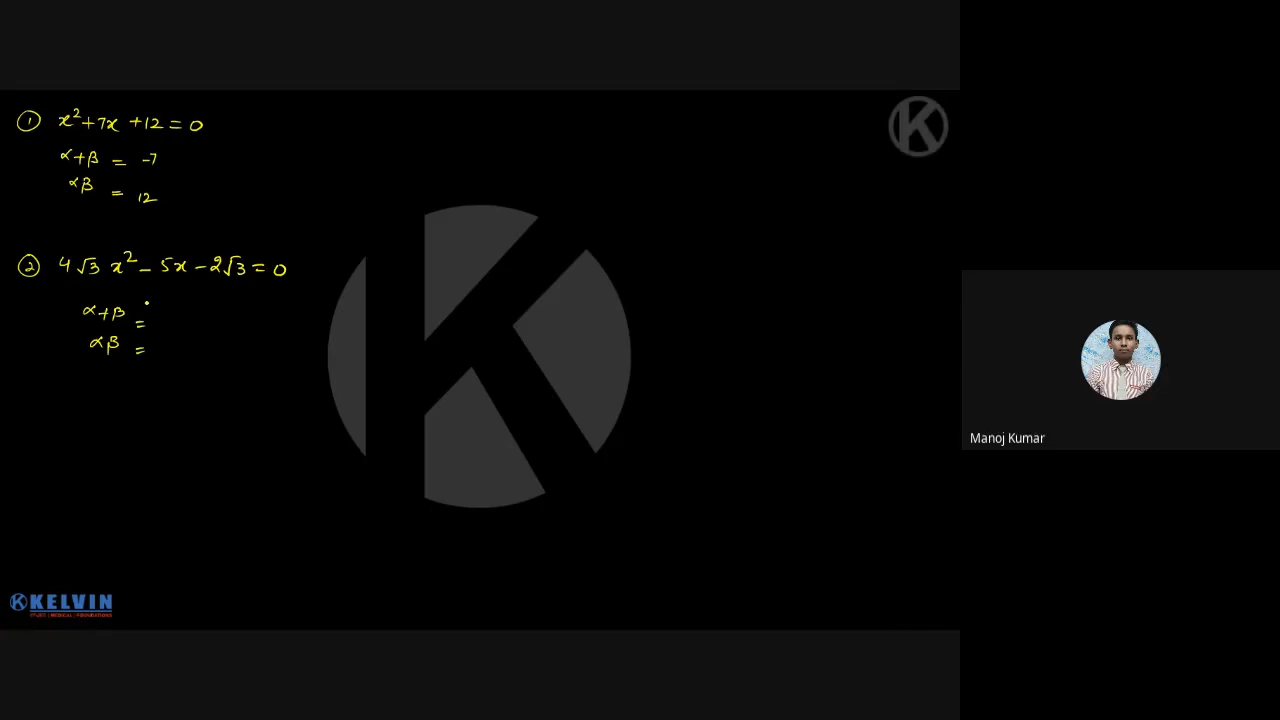 ① x²+7x+12=0
α+β = -7
αβ = 12
② 4√3 x²-5x-2√3=0
α+β =
αβ =
Manoj Kumar
KELVIN